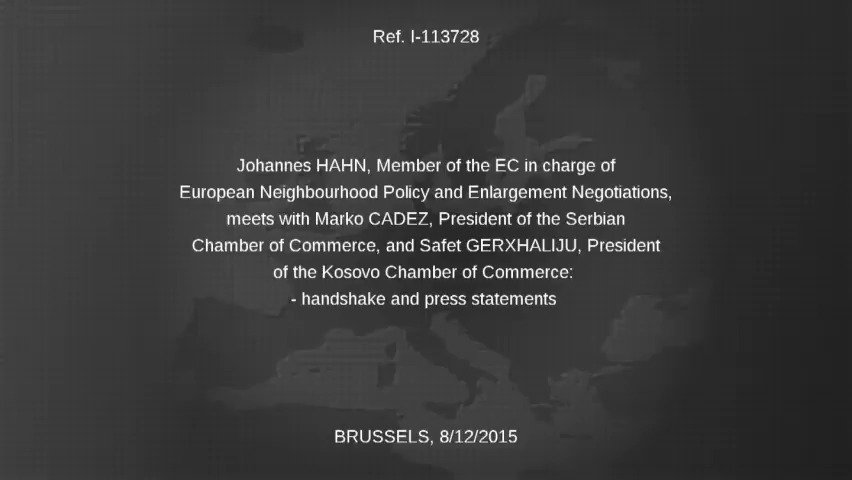 Ref. I-113728
Johannes HAHN, Member of the EC in charge of
European Neighbourhood Policy and Enlargement Negotiations,
meets with Marko CADEZ, President of the Serbian
Chamber of Commerce, and Safet GERXHALIJU, President
of the Kosovo Chamber of Commerce:
- handshake and press statements
BRUSSELS, 8/12/2015